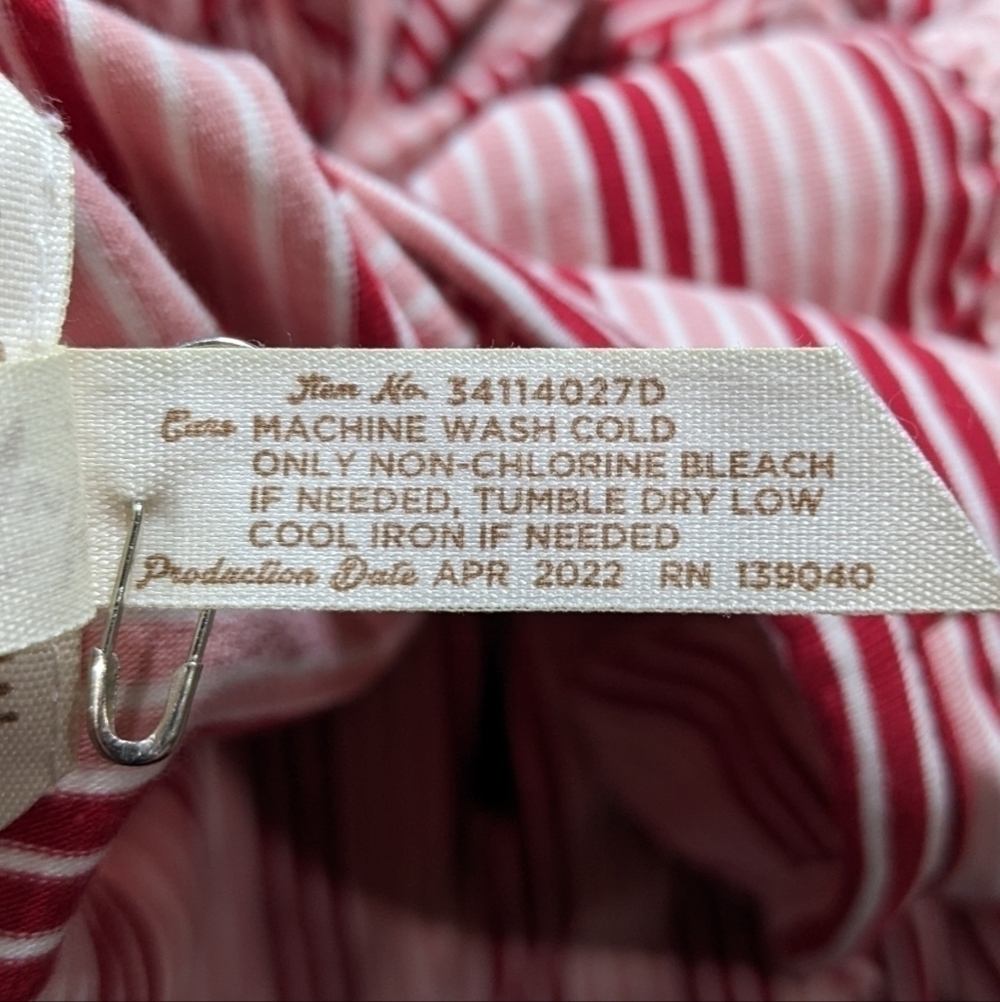 Item No. 34114027D
Care MACHINE WASH COLD
ONLY NON-CHLORINE BLEACH
IF NEEDED, TUMBLE DRY LOW
COOL IRON IF NEEDED
Production Date APR 2022 RN 139040